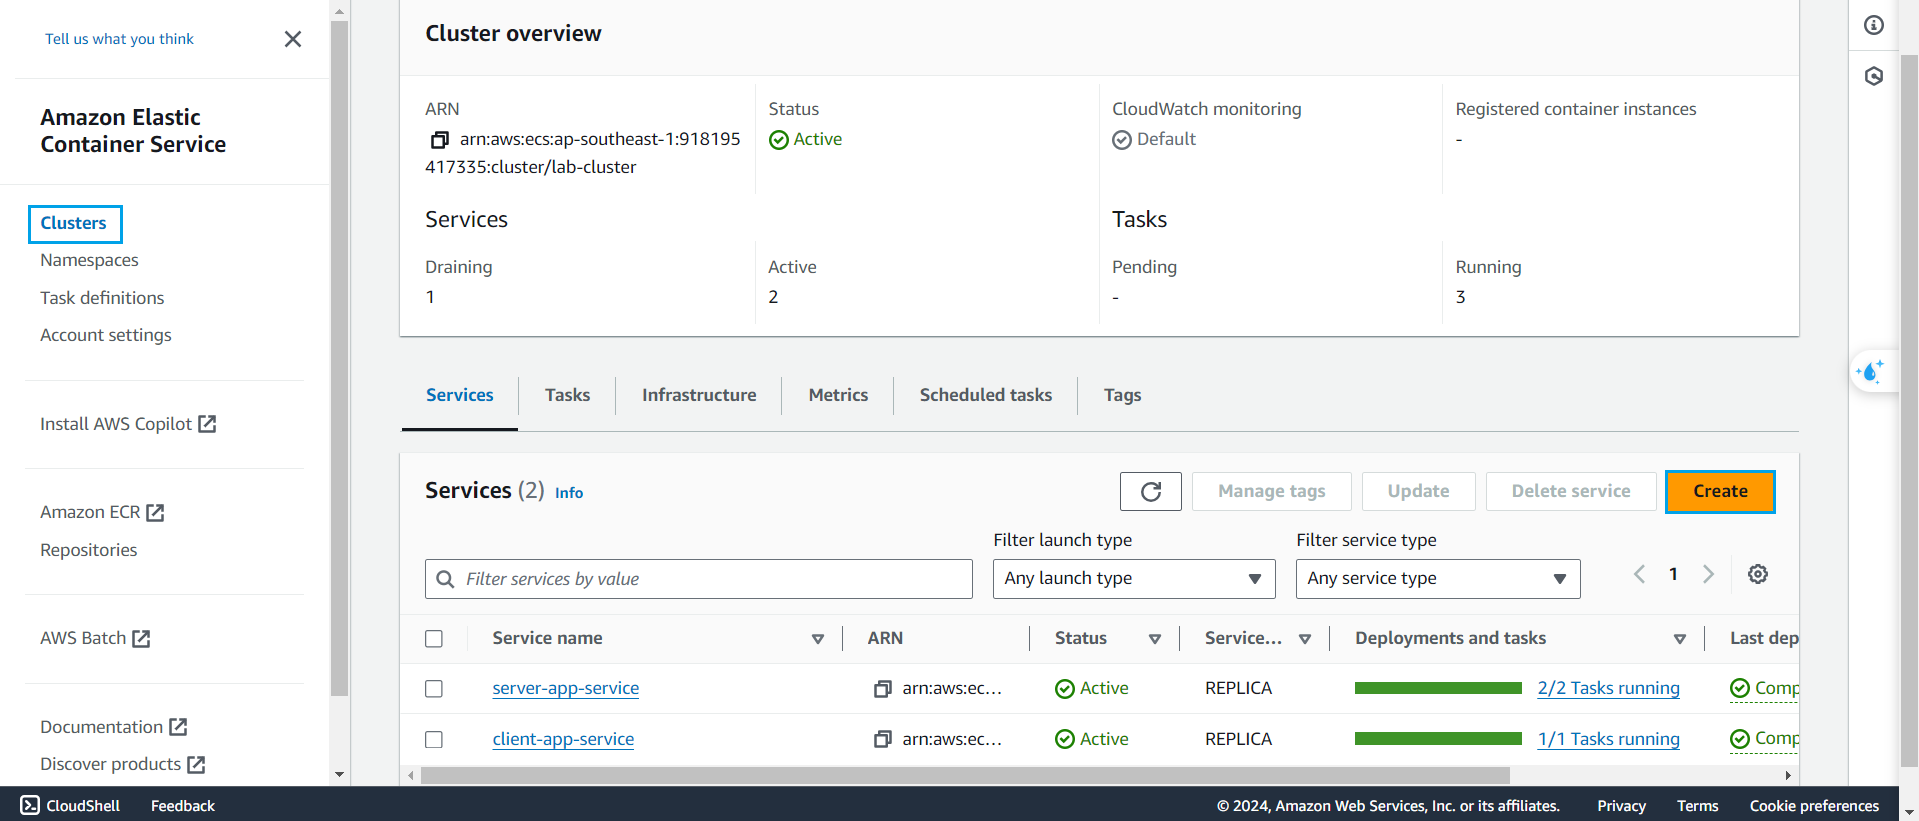 Tell us what you think
Amazon Elastic
Container Service
Clusters
Namespaces
Task definitions
Account settings
Install AWS Copilot
Amazon ECR
Repositories
AWS Batch
Documentation
Discover products
Cluster overview
ARN
arn:aws:ecs:ap-southeast-1:918195
417335:cluster/lab-cluster
Status
Active
CloudWatch monitoring
Default
Registered container instances
-
Services
Tasks
Draining
1
Active
2
Pending
-
Running
3
Services Tasks Infrastructure Metrics Scheduled tasks Tags
Services (2) Info
Manage tags Update Delete service Create
Filter launch type Filter service type
Filter services by value Any launch type Any service type 1
Service name ARN Status Service... Deployments and tasks Last dep
server-app-service arn:aws:ec... Active REPLICA 2/2 Tasks running Comp
client-app-service arn:aws:ec... Active REPLICA 1/1 Tasks running Comp
CloudShell Feedback © 2024, Amazon Web Services, Inc. or its affiliates. Privacy Terms Cookie preferences